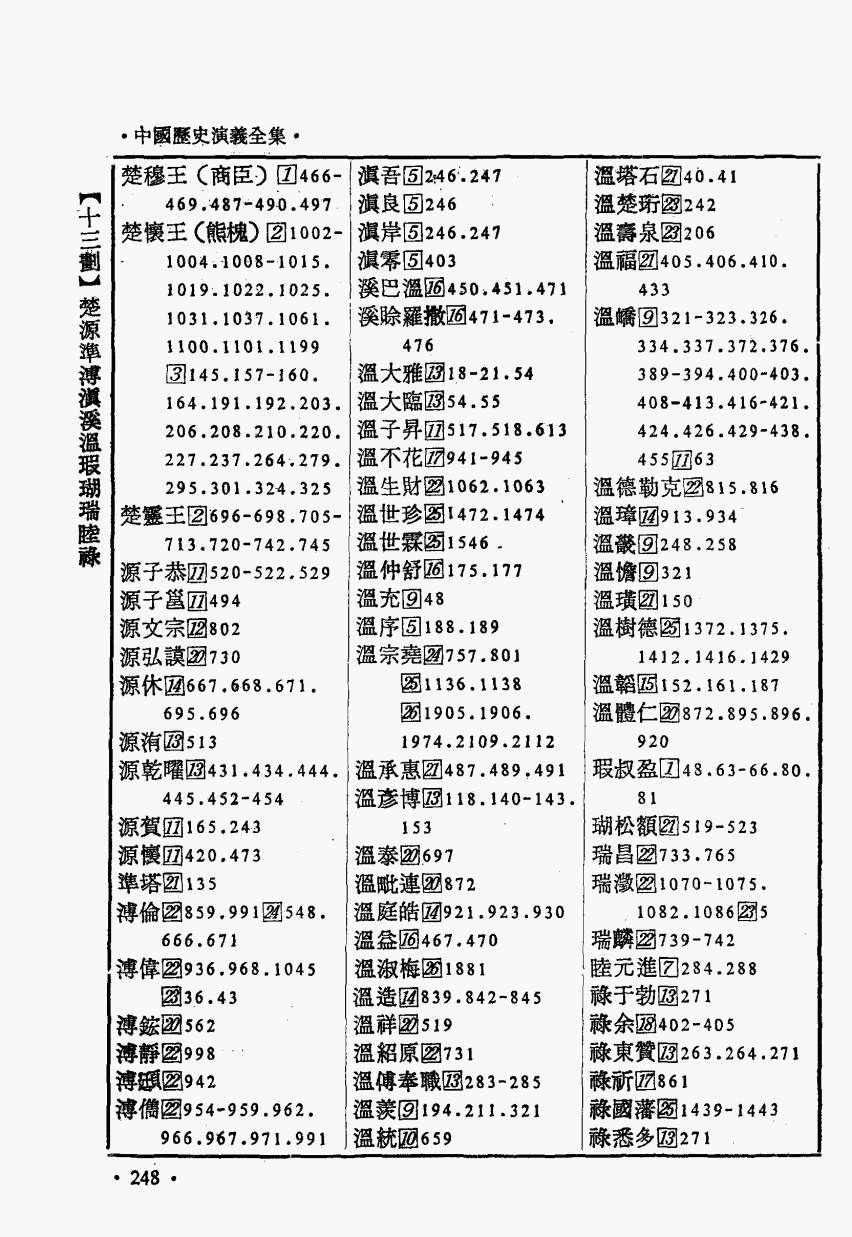 ·中國歷史演義全集·
【十三劃】楚源準溥滇溪溫瑕瑚瑞睦祿
楚穆王（商臣）[1]466-
469.487-490.497
楚懷王（熊槐）[2]1002-
1004.1008-1015.
1019.1022.1025.
1031.1037.1061.
1100.1101.1199
[3]145.157-160.
164.191.192.203.
206.208.210.220.
227.237.264.279.
295.301.324.325
楚靈王[2]696-698.705-
713.720-742.745
源子恭[11]520-522.529
源子邕[11]494
源文宗[12]802
源弘謨[20]730
源休[14]667.668.671.
695.696
源洧[13]513
源乾曜[13]431.434.444.
445.452-454
源賀[11]165.243
源懷[11]420.473
準塔[21]135
溥倫[22]859.991[24]548.
666.671
溥偉[22]936.968.1045
[23]36.43
溥鋐[20]562
溥靜[22]998
溥頲[22]942
溥儁[22]954-959.962.
966.967.971.991
滇吾[5]246.247
滇良[5]246
滇岸[5]246.247
滇零[5]403
溪巴溫[16]450.451.471
溪賒羅撒[16]471-473.
476
溫大雅[13]18-21.54
溫大臨[13]54.55
溫子昇[11]517.518.613
溫不花[17]941-945
溫生財[22]1062.1063
溫世珍[25]1472.1474
溫世霖[25]1546
溫仲舒[16]175.177
溫充[9]48
溫序[5]188.189
溫宗堯[24]757.801
[25]1136.1138
[26]1905.1906.
1974.2109.2112
溫承惠[21]487.489.491
溫彥博[13]118.140-143.
153
溫泰[20]697
溫毗連[20]872
溫庭皓[14]921.923.930
溫益[16]467.470
溫淑梅[26]1881
溫造[14]839.842-845
溫祥[20]519
溫紹原[22]731
溫傅奉職[13]283-285
溫羨[9]194.211.321
溫統[10]659
溫塔石[21]40.41
溫楚珩[23]242
溫壽泉[23]206
溫福[21]405.406.410.
433
溫嶠[9]321-323.326.
334.337.372.376.
389-394.400-403.
408-413.416-421.
424.426.429-438.
455[11]63
溫德勒克[22]815.816
溫璋[14]913.934
溫畿[9]248.258
溫憺[9]321
溫璜[21]150
溫樹德[25]1372.1375.
1412.1416.1429
溫韜[15]152.161.187
溫體仁[20]872.895.896.
920
瑕叔盈[1]48.63-66.80.
81
瑚松額[21]519-523
瑞昌[22]733.765
瑞澂[22]1070-1075.
1082.1086[23]5
瑞麟[22]739-742
睦元進[7]284.288
祿于勃[13]271
祿余[18]402-405
祿東贊[13]263.264.271
祿祈[17]861
祿國藩[25]1439-1443
祿悉多[13]271
·248·